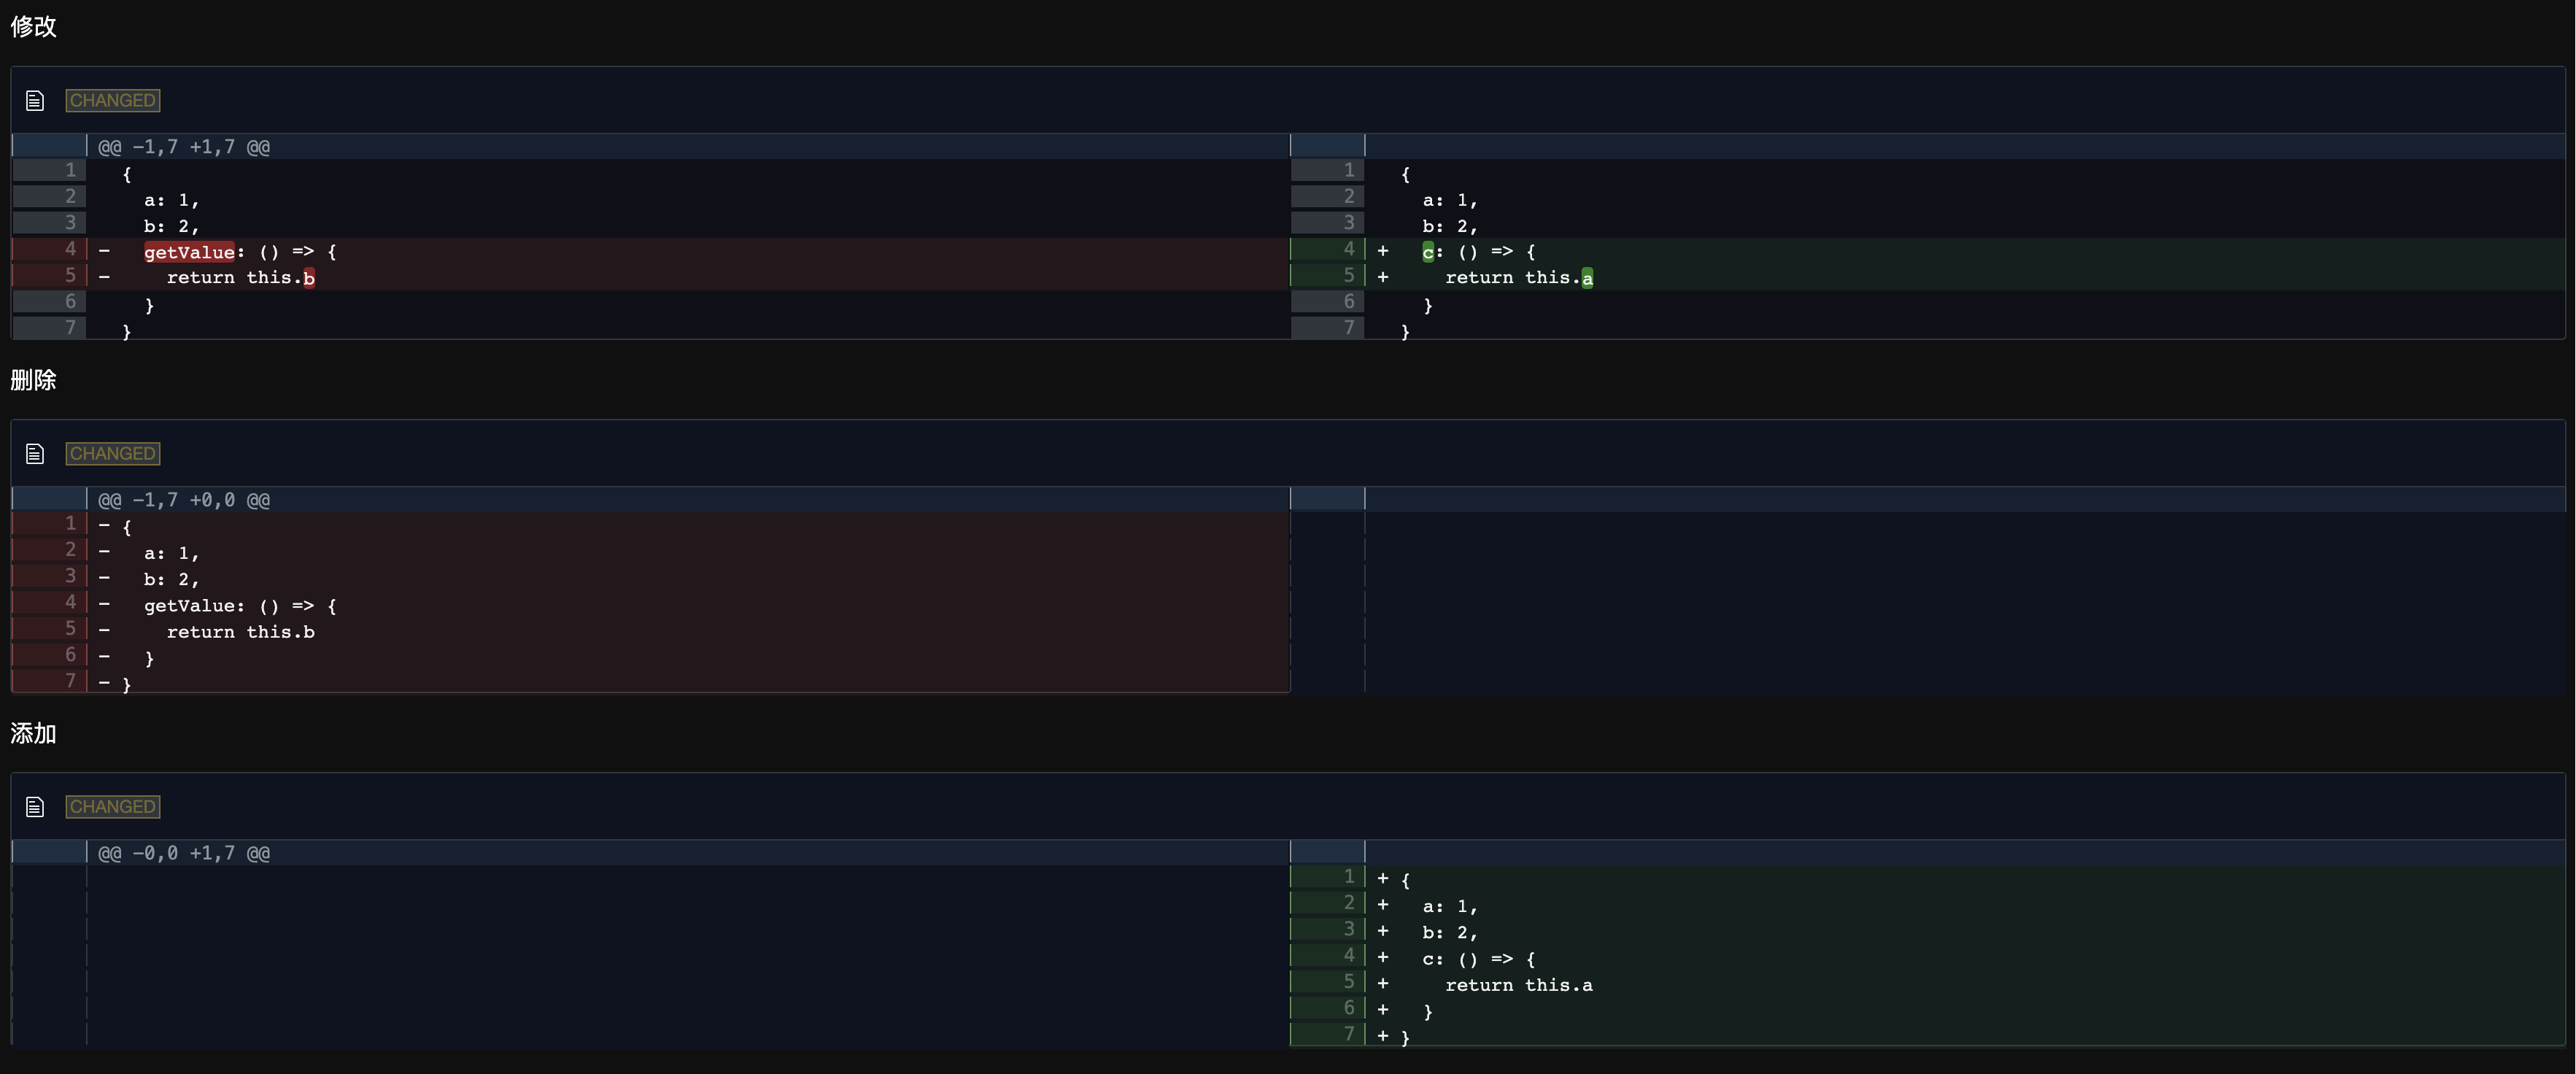 修改
CHANGED
@@ -1,7 +1,7 @@
1 {
2 a: 1,
3 b: 2,
4 - getValue: () => {
5 - return this.b
6 }
7 }
1 {
2 a: 1,
3 b: 2,
4 + c: () => {
5 + return this.a
6 }
7 }
删除
CHANGED
@@ -1,7 +0,0 @@
1 - {
2 - a: 1,
3 - b: 2,
4 - getValue: () => {
5 - return this.b
6 - }
7 - }
添加
CHANGED
@@ -0,0 +1,7 @@
1 + {
2 + a: 1,
3 + b: 2,
4 + c: () => {
5 + return this.a
6 + }
7 + }